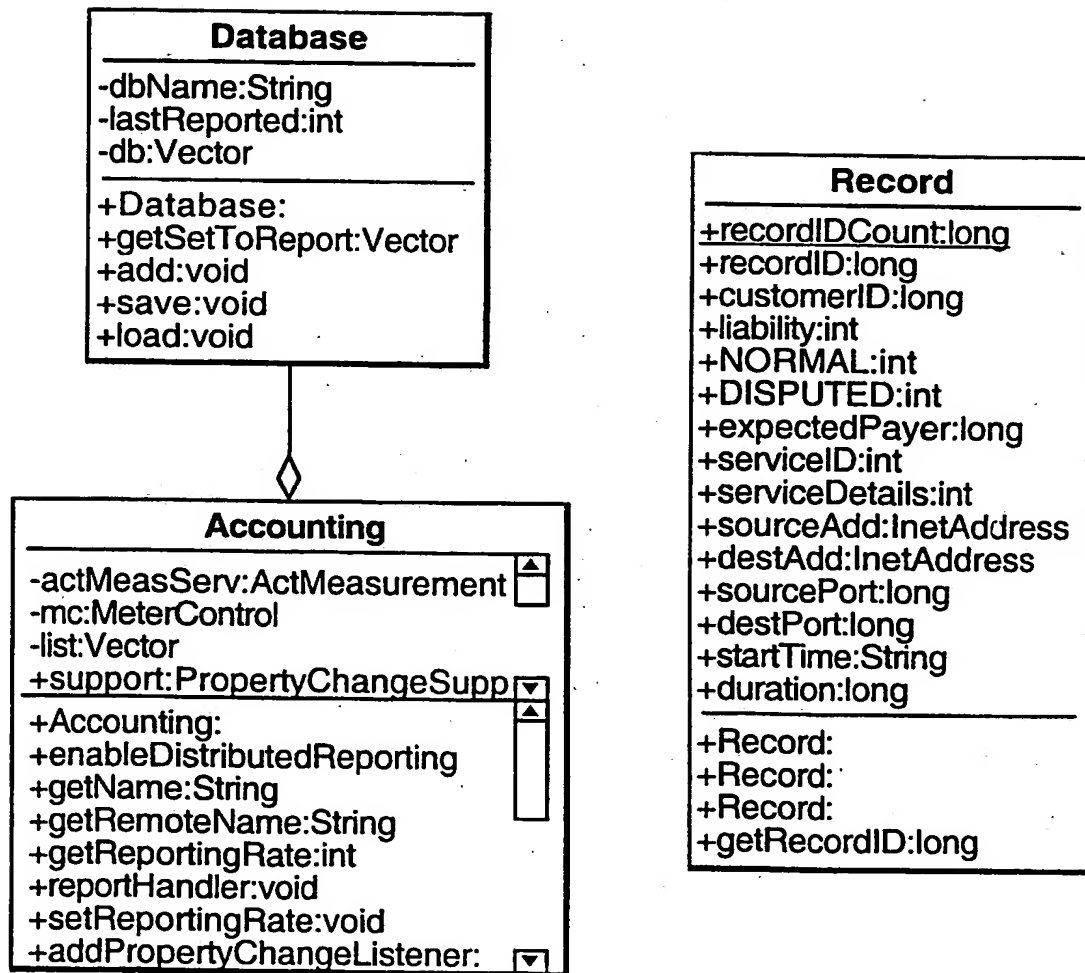 Database
-dbName:String
-lastReported:int
-db:Vector
+Database:
+getSetToReport:Vector
+add:void
+save:void
+load:void
Accounting
-actMeasServ:ActMeasurement
-mc:MeterControl
-list:Vector
+support:PropertyChangeSupp
+Accounting:
+enableDistributedReporting
+getName:String
+getRemoteName:String
+getReportingRate:int
+reportHandler:void
+setReportingRate:void
+addPropertyChangeListener:
Record
+recordIDCount:long
+recordID:long
+customerID:long
+liability:int
+NORMAL:int
+DISPUTED:int
+expectedPayer:long
+serviceID:int
+serviceDetails:int
+sourceAdd:InetAddress
+destAdd:InetAddress
+sourcePort:long
+destPort:long
+startTime:String
+duration:long
+Record:
+Record:
+Record:
+getRecordID:long